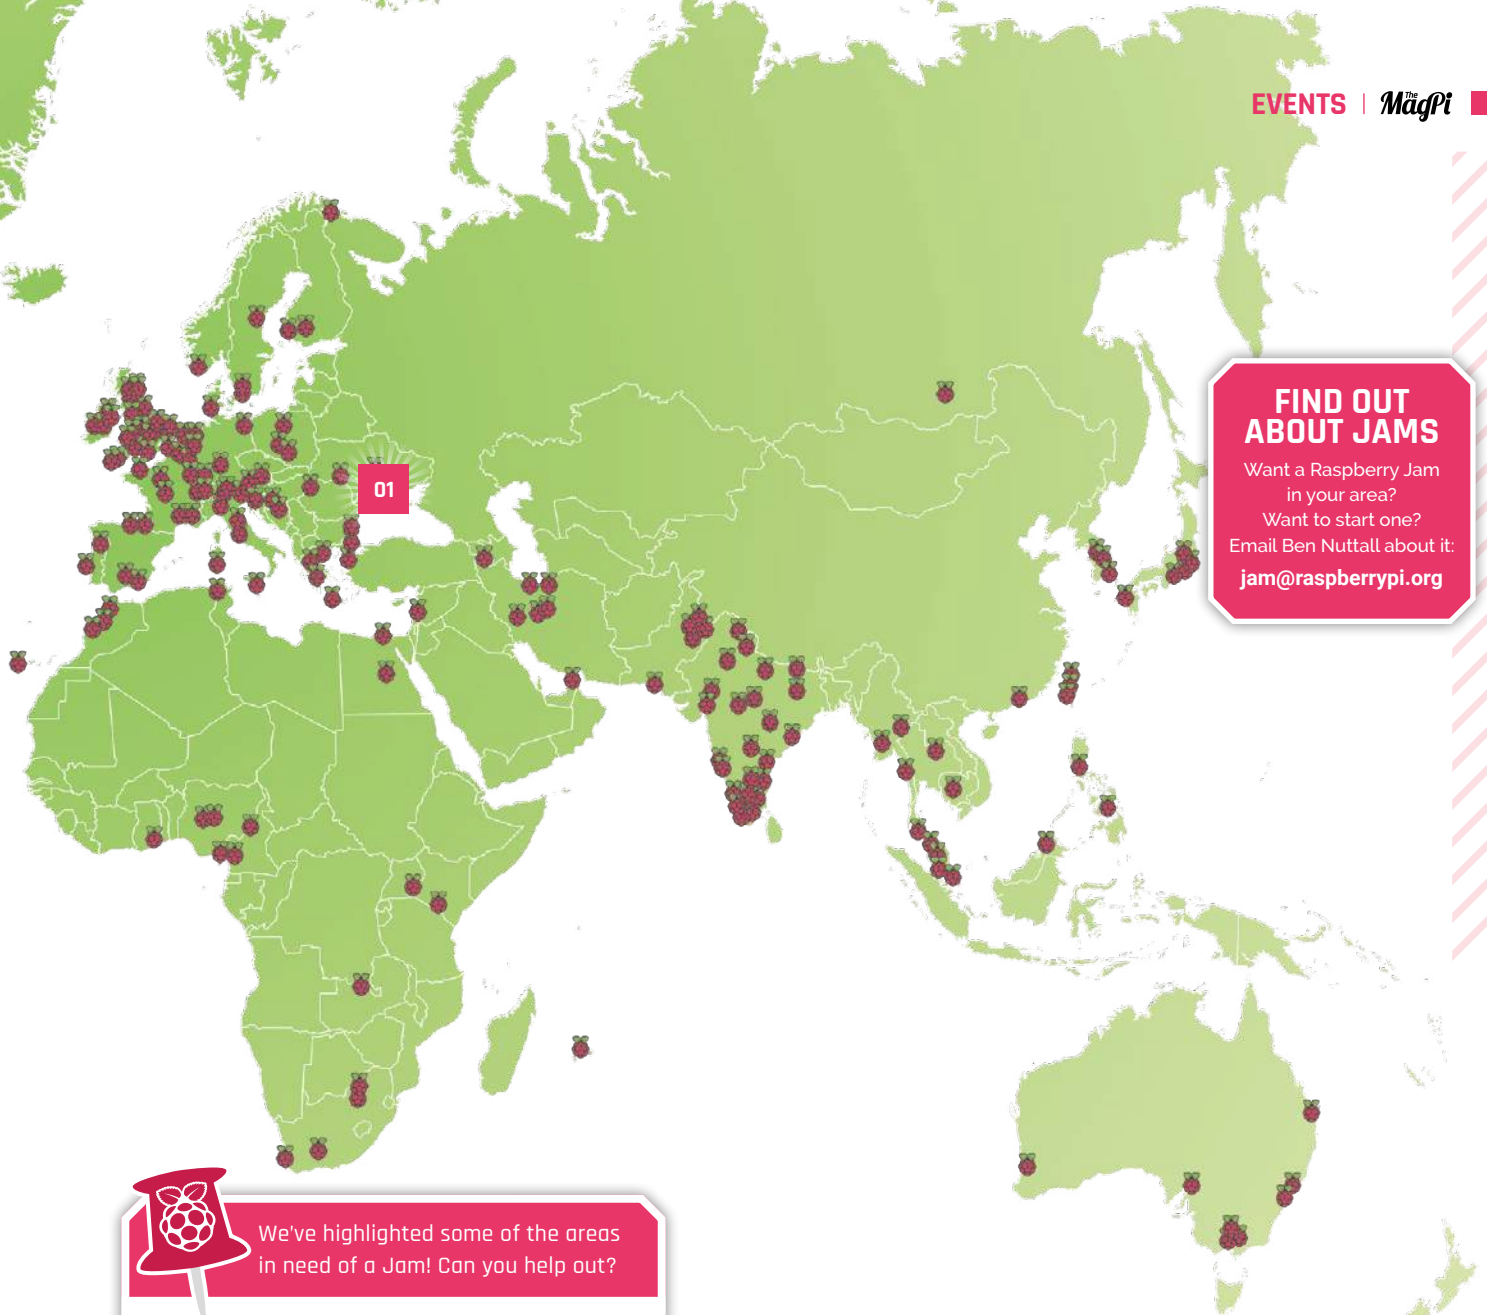 EVENTS | The MagPi
01
FIND OUT
ABOUT JAMS
Want a Raspberry Jam
in your area?
Want to start one?
Email Ben Nuttall about it:
jam@raspberrypi.org
We've highlighted some of the areas
in need of a Jam! Can you help out?